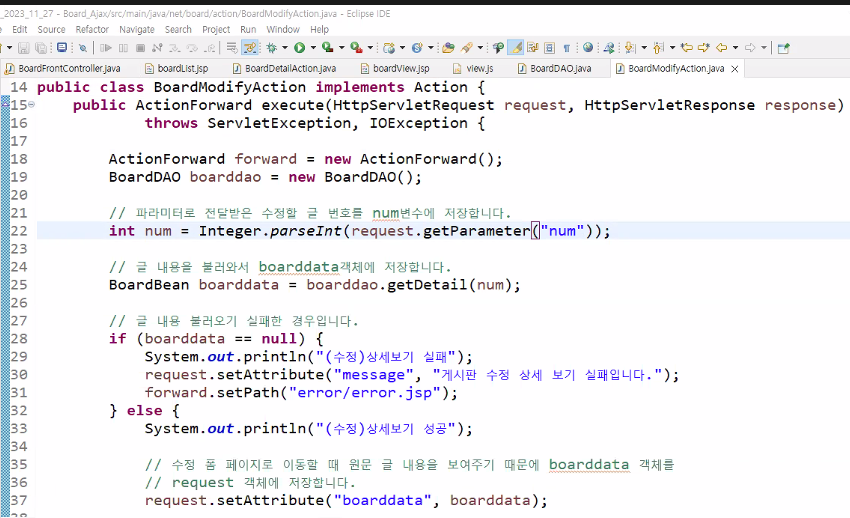 _2023_11_27 - Board_Ajax/src/main/java/net/board/action/BoardModifyAction.java - Eclipse IDE
Edit Source Refactor Navigate Search Project Run Window Help
BoardFrontController.java boardList.jsp BoardDetailAction.java boardView.jsp view.js BoardDAO.java BoardModifyAction.java
14 public class BoardModifyAction implements Action {
15 public ActionForward execute(HttpServletRequest request, HttpServletResponse response)
16 throws ServletException, IOException {
17
18 ActionForward forward = new ActionForward();
19 BoardDAO boarddao = new BoardDAO();
20
21 // 파라미터로 전달받은 수정할 글 번호를 num변수에 저장합니다.
22 int num = Integer.parseInt(request.getParameter("num"));
23
24 // 글 내용을 불러와서 boarddata객체에 저장합니다.
25 BoardBean boarddata = boarddao.getDetail(num);
26
27 // 글 내용 불러오기 실패한 경우입니다.
28 if (boarddata == null) {
29 System.out.println("(수정)상세보기 실패");
30 request.setAttribute("message", "게시판 수정 상세 보기 실패입니다.");
31 forward.setPath("error/error.jsp");
32 } else {
33 System.out.println("(수정)상세보기 성공");
34
35 // 수정 폼 페이지로 이동할 때 원문 글 내용을 보여주기 때문에 boarddata 객체를
36 // request 객체에 저장합니다.
37 request.setAttribute("boarddata", boarddata);